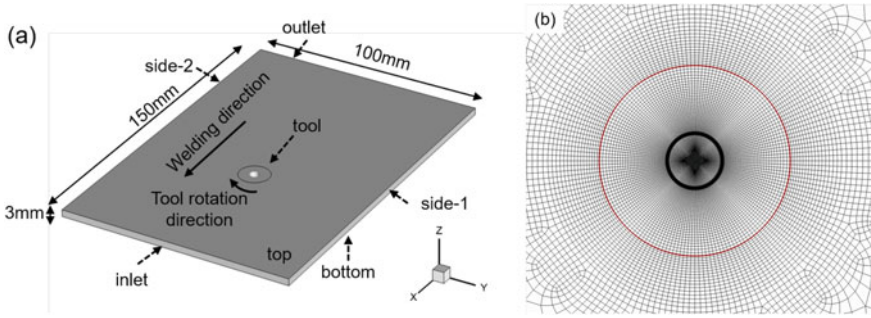 (a)
outlet
100mm
side-2
150mm
Welding direction
tool
Tool rotation
direction
3mm
side-1
top
bottom
inlet
Z
X
Y
(b)